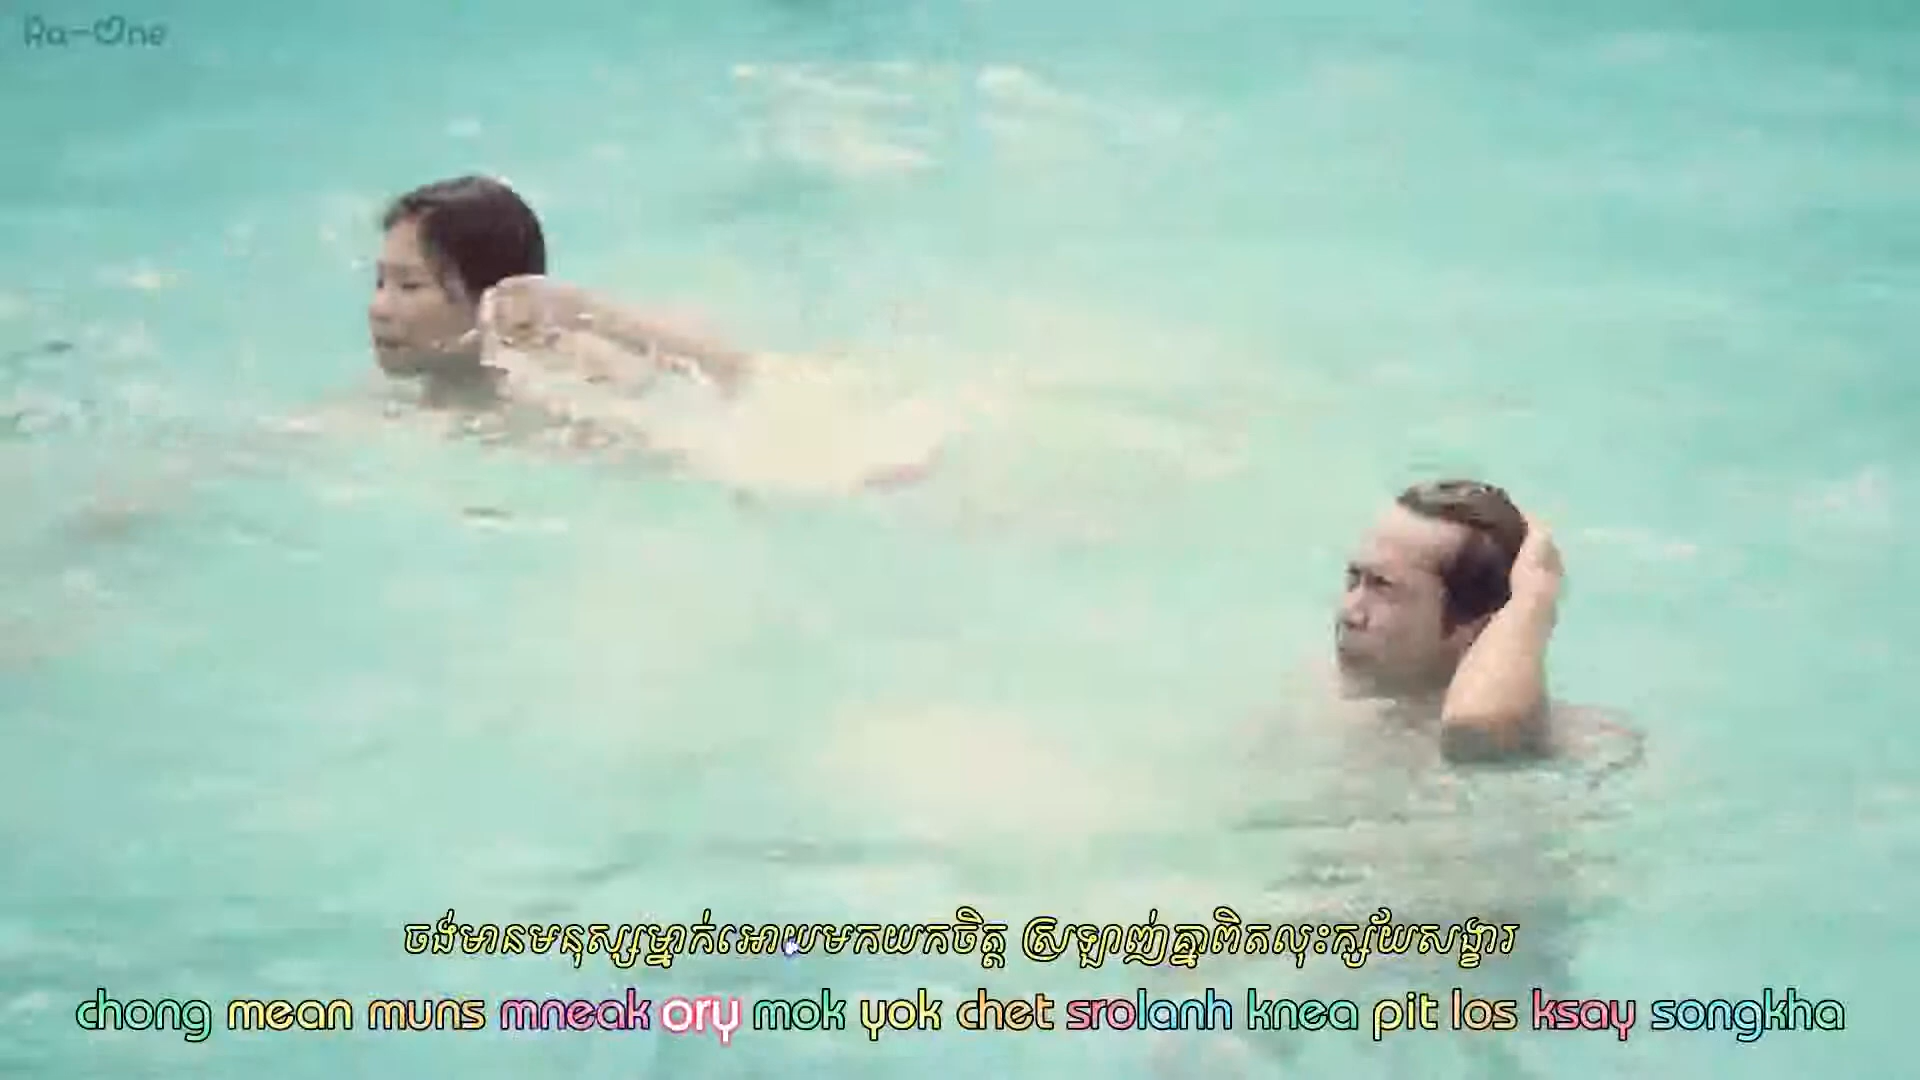 Ra-One
ចង់មានមនុស្សម្នាក់អោយមកយកចិត្ត ស្រឡាញ់គ្នាពិតលុះក្ស័យសង្ខារ
chong mean muns mneak ory mok yok chet srolanh knea pit los ksay songkha